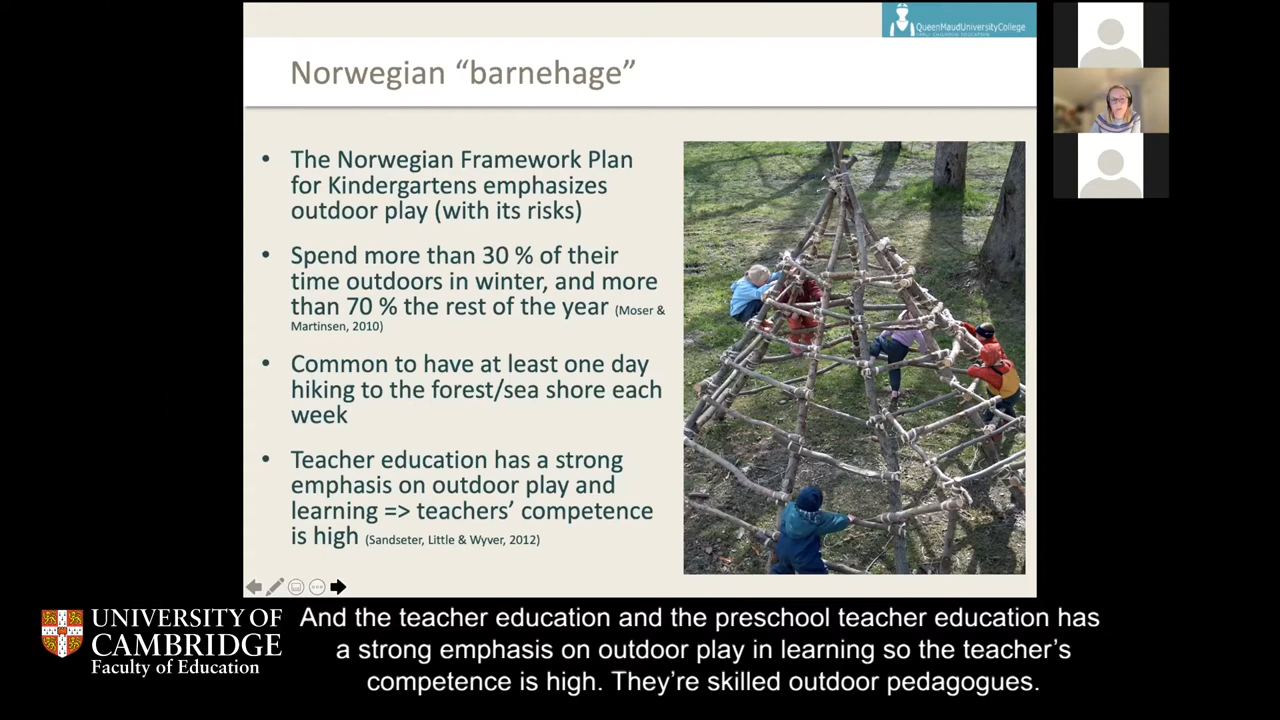 QueenMaudUniversityCollege
EARLY CHILDHOOD EDUCATION
Norwegian “barnehage”
• The Norwegian Framework Plan
for Kindergartens emphasizes
outdoor play (with its risks)
• Spend more than 30 % of their
time outdoors in winter, and more
than 70 % the rest of the year (Moser &
Martinsen, 2010)
• Common to have at least one day
hiking to the forest/sea shore each
week
• Teacher education has a strong
emphasis on outdoor play and
learning => teachers’ competence
is high (Sandseter, Little & Wyver, 2012)
UNIVERSITY OF
CAMBRIDGE
Faculty of Education
And the teacher education and the preschool teacher education has
a strong emphasis on outdoor play in learning so the teacher’s
competence is high. They’re skilled outdoor pedagogues.